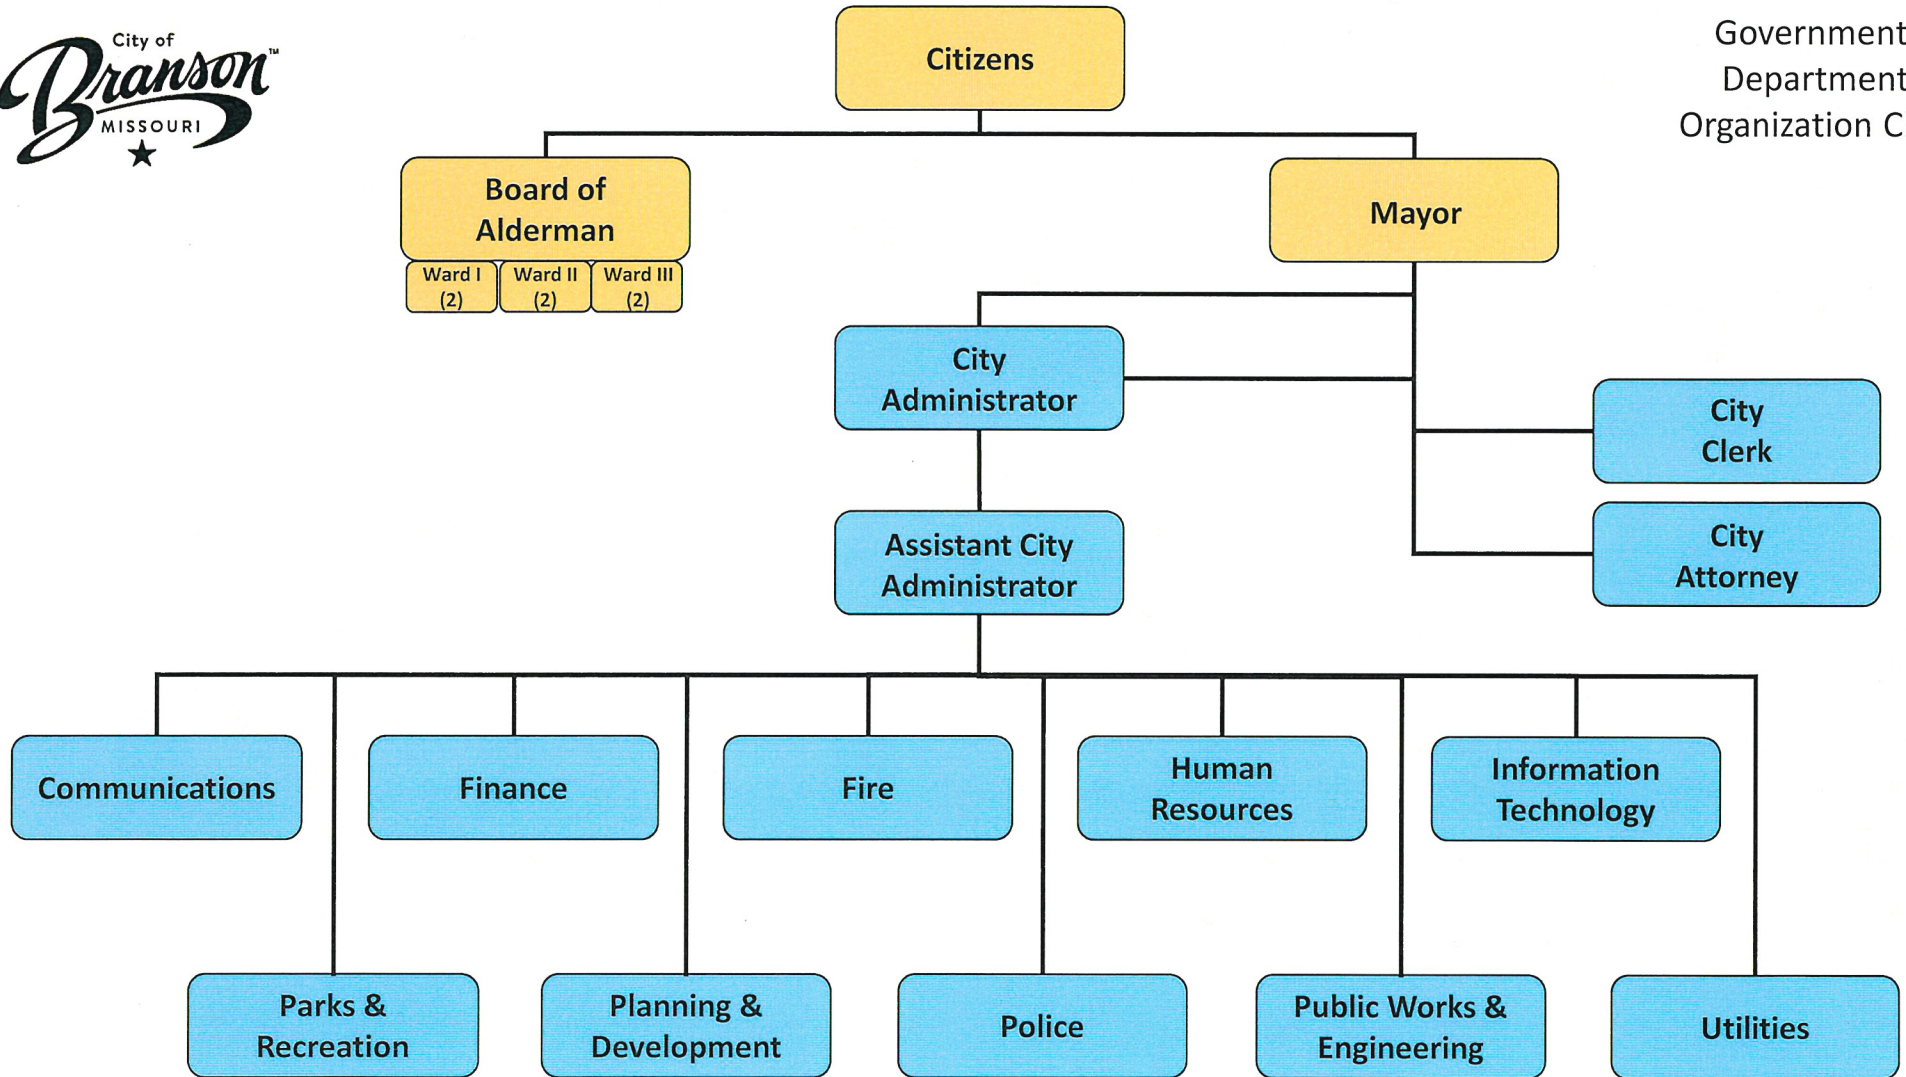 City of
Branson™
MISSOURI
Government
Department
Organization C
Citizens
Board of
Alderman
Ward I
(2)
Ward II
(2)
Ward III
(2)
Mayor
City
Administrator
City
Clerk
Assistant City
Administrator
City
Attorney
Communications
Finance
Fire
Human
Resources
Information
Technology
Parks &
Recreation
Planning &
Development
Police
Public Works &
Engineering
Utilities